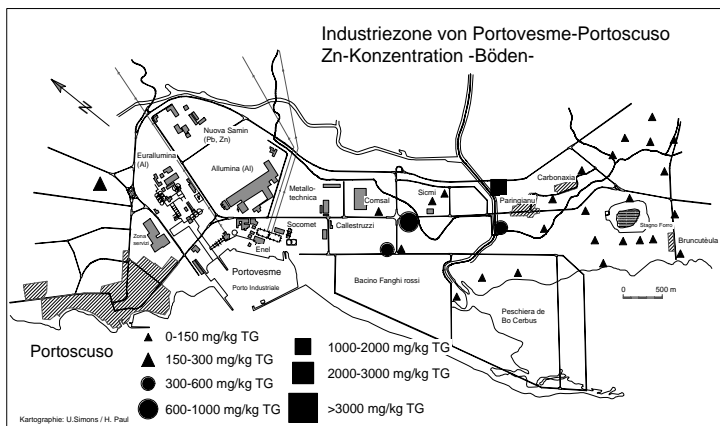 Industriezone von Portovesme-Portoscuso
Zn-Konzentration -Böden-
N
Nuova Samin
(Pb, Zn)
Eurallumina
(Al)
Allumina (Al)
Metallo-
technica
Comsal
Sicmi
Carbonaxia
Paringianu
Stagno Forru
Bruncutèula
Zona
servizi
Socomet
Enel
Callestruzzi
Portovesme
Porto Industriale
Bacino Fanghi rossi
Peschiera de
Bo Cerbus
0 500 m
Portoscuso
0-150 mg/kg TG
150-300 mg/kg TG
300-600 mg/kg TG
600-1000 mg/kg TG
1000-2000 mg/kg TG
2000-3000 mg/kg TG
>3000 mg/kg TG
Kartographie: U.Simons / H. Paul